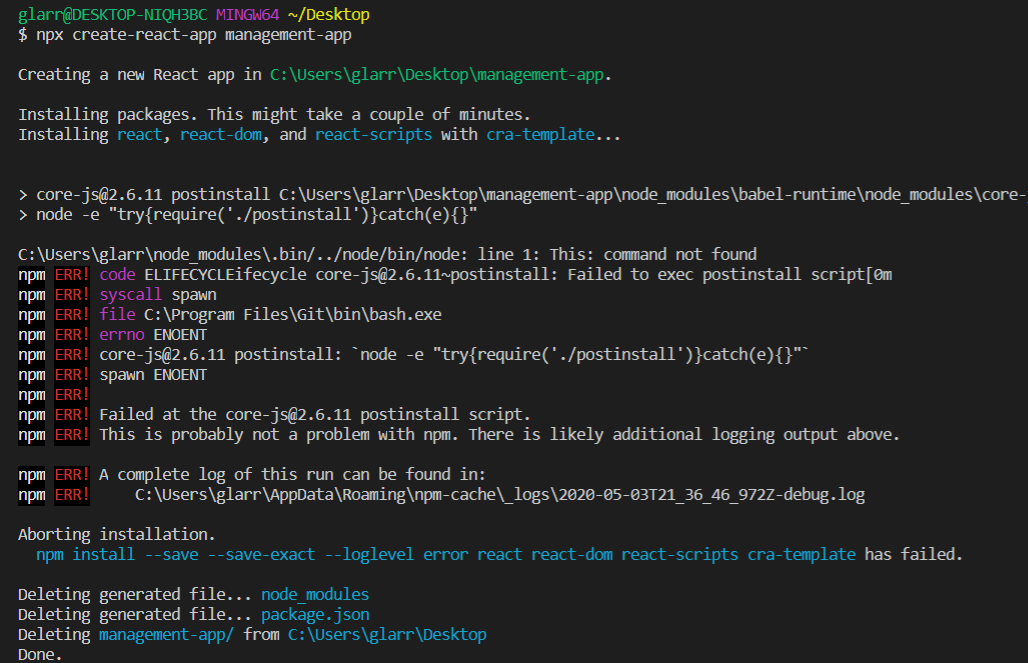 glarr@DESKTOP-NIQH3BC MINGW64 ~/Desktop
$ npx create-react-app management-app
Creating a new React app in C:\Users\glarr\Desktop\management-app.
Installing packages. This might take a couple of minutes.
Installing react, react-dom, and react-scripts with cra-template...
> core-js@2.6.11 postinstall C:\Users\glarr\Desktop\management-app\node_modules\babel-runtime\node_modules\core-
> node -e "try{require('./postinstall')}catch(e){}"
C:\Users\glarr\node_modules\.bin/../node/bin/node: line 1: This: command not found
npm ERR! code ELIFECYCLEifecycle core-js@2.6.11~postinstall: Failed to exec postinstall script[0m
npm ERR! syscall spawn
npm ERR! file C:\Program Files\Git\bin\bash.exe
npm ERR! errno ENOENT
npm ERR! core-js@2.6.11 postinstall: `node -e "try{require('./postinstall')}catch(e){}"`
npm ERR! spawn ENOENT
npm ERR!
npm ERR! Failed at the core-js@2.6.11 postinstall script.
npm ERR! This is probably not a problem with npm. There is likely additional logging output above.
npm ERR! A complete log of this run can be found in:
npm ERR!     C:\Users\glarr\AppData\Roaming\npm-cache\_logs\2020-05-03T21_36_46_972Z-debug.log
Aborting installation.
  npm install --save --save-exact --loglevel error react react-dom react-scripts cra-template has failed.
Deleting generated file... node_modules
Deleting generated file... package.json
Deleting management-app/ from C:\Users\glarr\Desktop
Done.